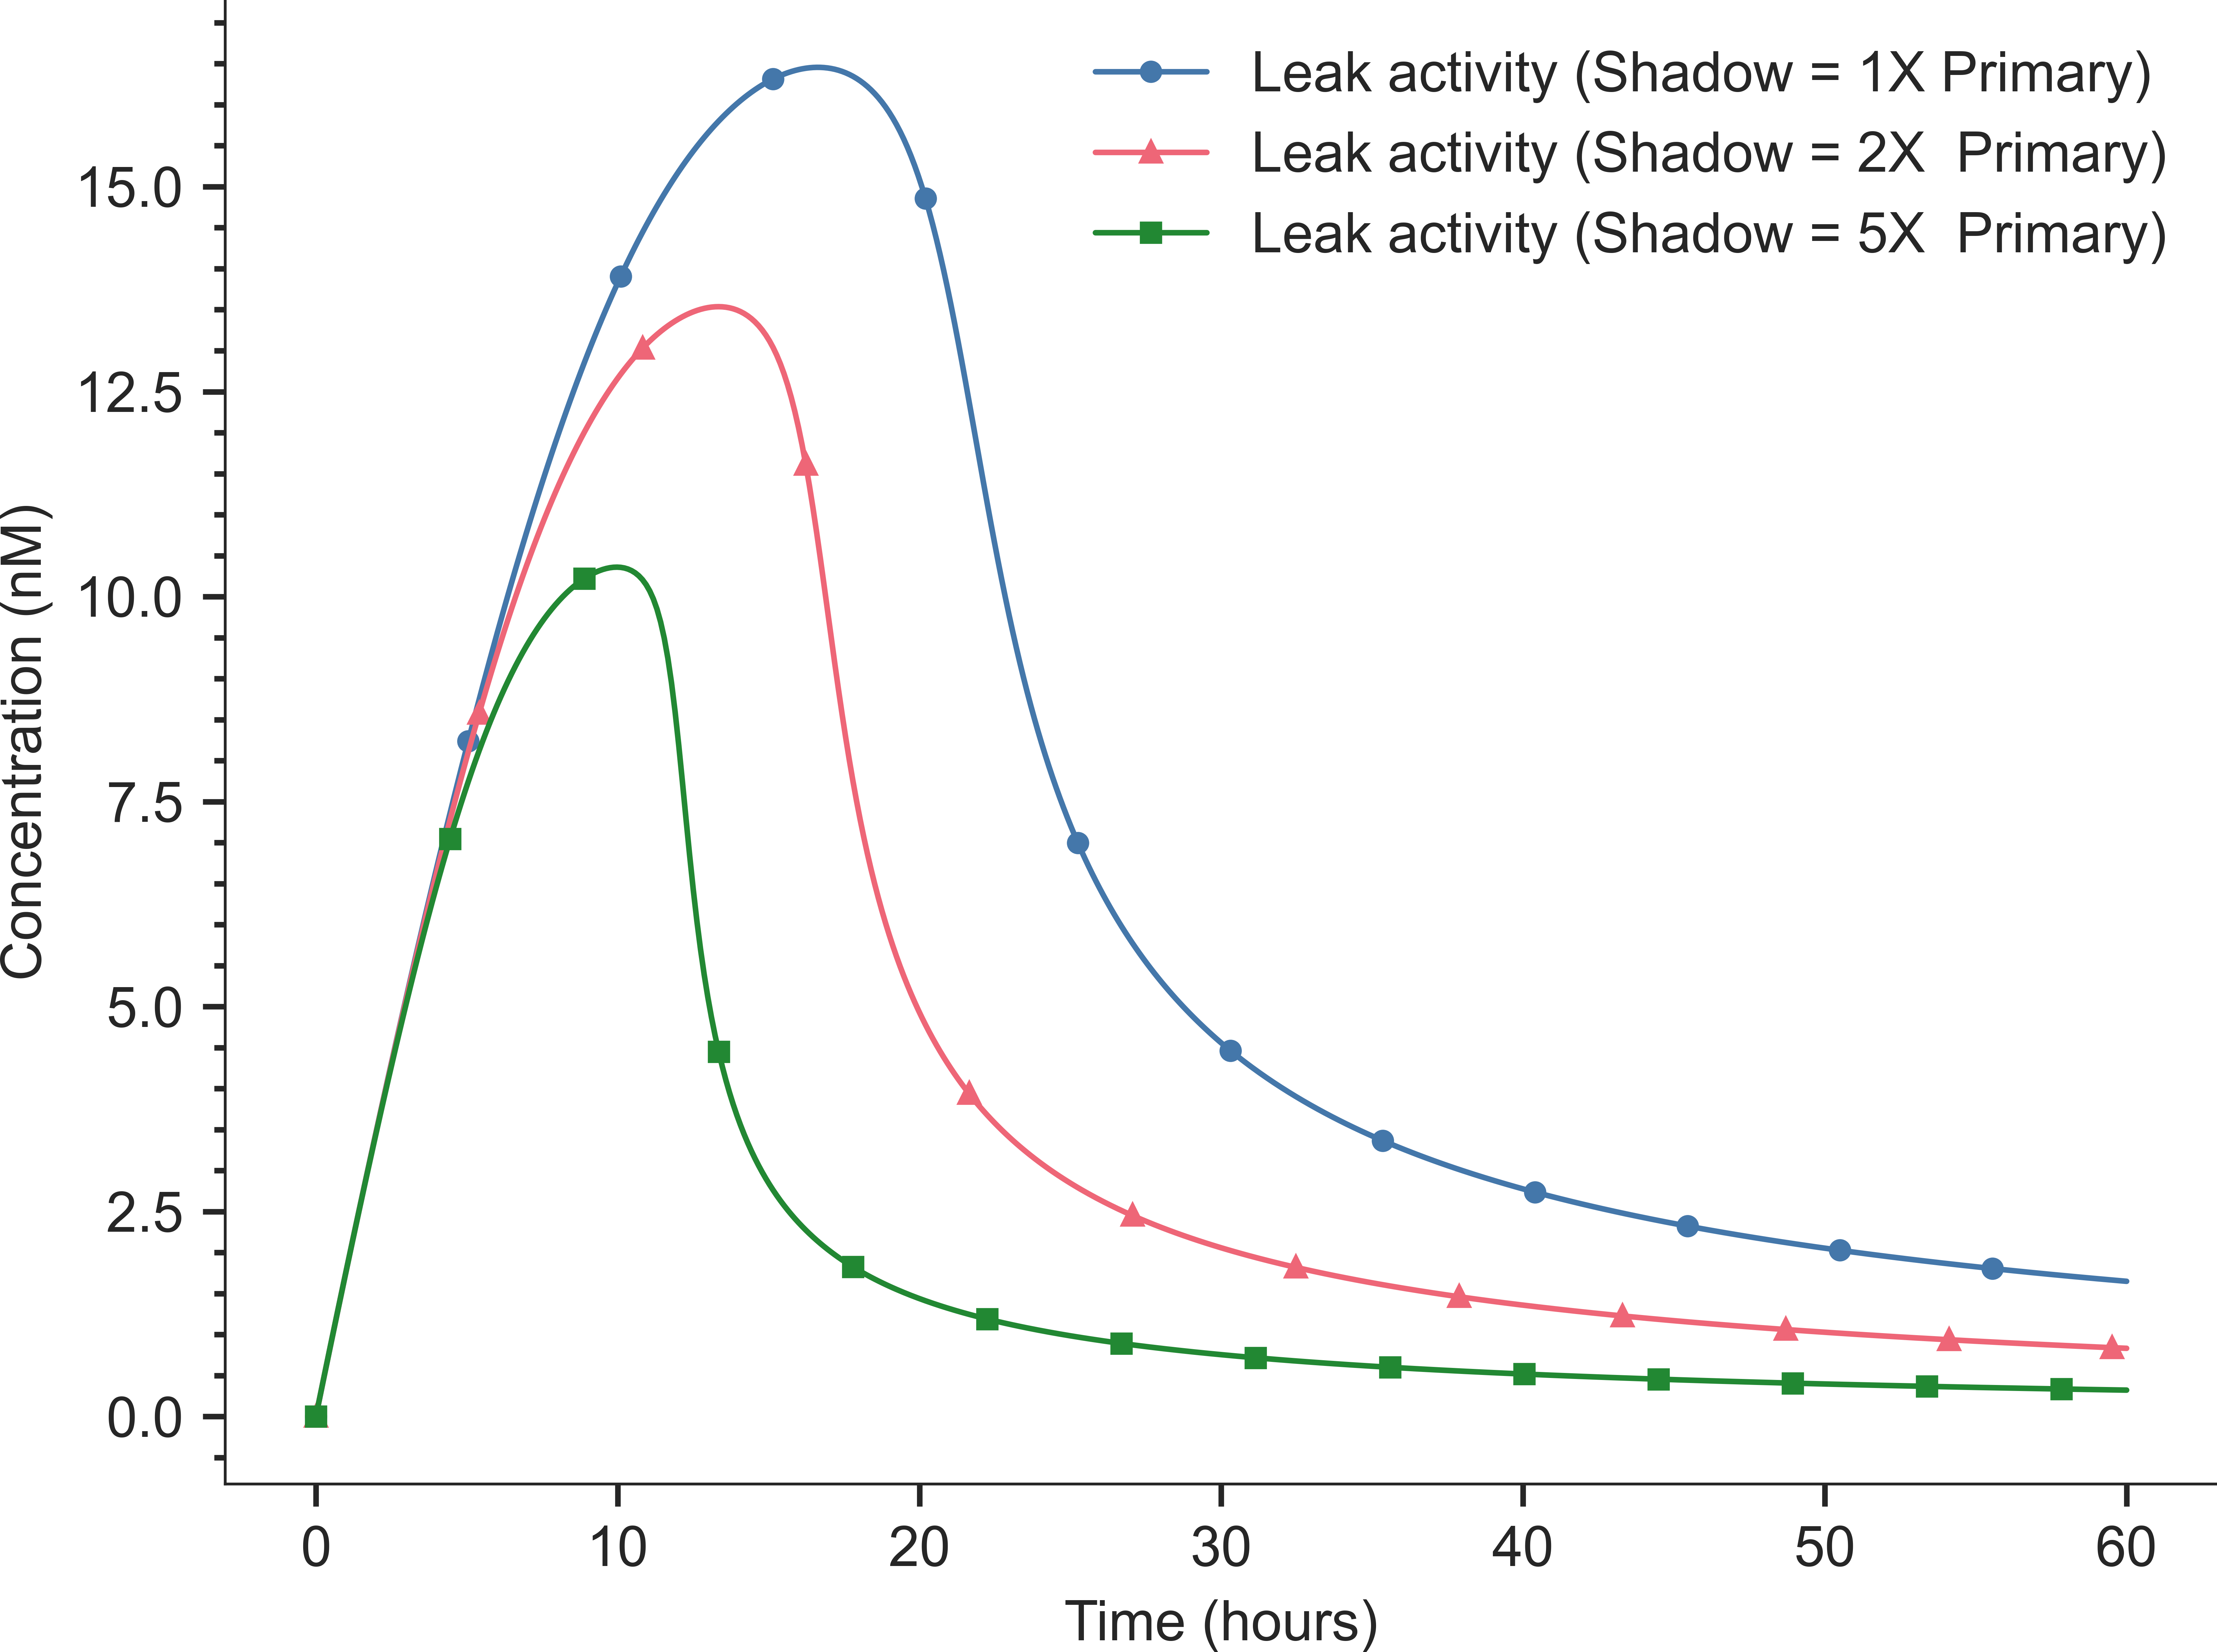 Leak activity (Shadow = 1X Primary)
Leak activity (Shadow = 2X  Primary)
Leak activity (Shadow = 5X  Primary)
Concentration (nM)
15.0
12.5
10.0
7.5
5.0
2.5
0.0
0 10 20 30 40 50 60
Time (hours)